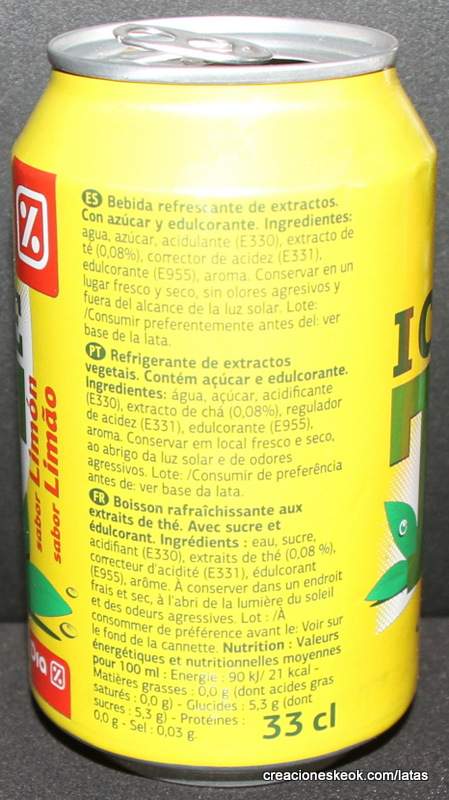 %
ES Bebida refrescante de extractos.
Con azúcar y edulcorante. Ingredientes:
agua, azúcar, acidulante (E330), extracto de
té (0,08%), corrector de acidez (E331),
edulcorante (E955), aroma. Conservar en un
lugar fresco y seco, sin olores agresivos y
fuera del alcance de la luz solar. Lote:
/Consumir preferentemente antes del: ver
base de la lata.
PT Refrigerante de extractos
vegetais. Contém açúcar e edulcorante.
Ingredientes: água, açúcar, acidificante
(E330), extracto de chá (0,08%), regulador
de acidez (E331), edulcorante (E955),
aroma. Conservar em local fresco e seco,
ao abrigo da luz solar e de odores
agressivos. Lote: /Consumir de preferência
antes de: ver base da lata.
FR Boisson rafraîchissante aux
extraits de thé. Avec sucre et
édulcorant. Ingrédients : eau, sucre,
acidifiant (E330), extraits de thé (0,08 %),
correcteur d'acidité (E331), édulcorant
(E955), arôme. À conserver dans un endroit
frais et sec, à l'abri de la lumière du soleil
et des odeurs agressives. Lot : /À
consommer de préférence avant le: Voir sur
le fond de la cannette. Nutrition : Valeurs
énergétiques et nutritionnelles moyennes
pour 100 ml : Energie : 90 kJ/ 21 kcal -
Matières grasses : 0,0 g (dont acides gras
saturés : 0,0 g) - Glucides : 5,3 g (dont
sucres : 5,3 g) - Protéines :
0,0 g - Sel : 0,03 g.
33 cl
sabor Limón
sabor Limão
Dia %
creacioneskeok.com/latas